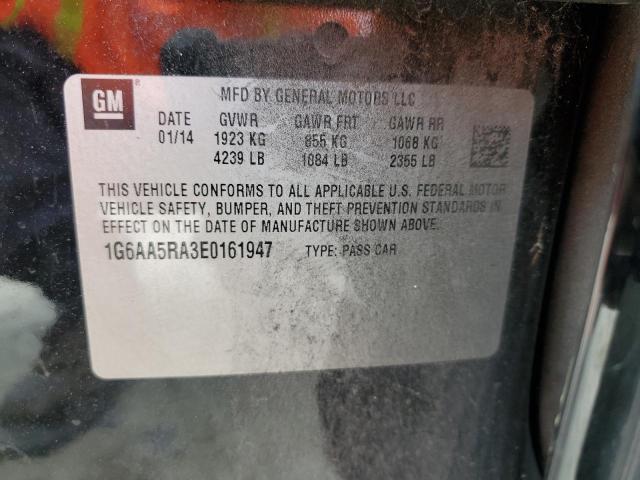 GM
MFD BY GENERAL MOTORS LLC
DATE GVWR GAWR FRT GAWR RR
01/14 1923 KG 855 KG 1068 KG
4239 LB 1884 LB 2355 LB
THIS VEHICLE CONFORMS TO ALL APPLICABLE U.S. FEDERAL MOTOR
VEHICLE SAFETY, BUMPER, AND THEFT PREVENTION STANDARDS IN
EFFECT ON THE DATE OF MANUFACTURE SHOWN ABOVE.
1G6AA5RA3E0161947 TYPE: PASS CAR